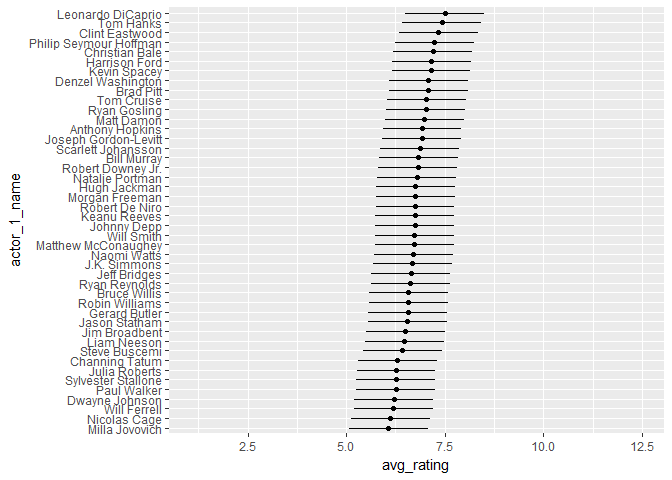 Leonardo DiCaprio
Tom Hanks
Clint Eastwood
Philip Seymour Hoffman
Christian Bale
Harrison Ford
Kevin Spacey
Denzel Washington
Brad Pitt
Tom Cruise
Ryan Gosling
Matt Damon
Anthony Hopkins
Joseph Gordon-Levitt
Scarlett Johansson
Bill Murray
Robert Downey Jr.
Natalie Portman
Hugh Jackman
Morgan Freeman
Robert De Niro
Keanu Reeves
Johnny Depp
Will Smith
Matthew McConaughey
Naomi Watts
J.K. Simmons
Jeff Bridges
Ryan Reynolds
Bruce Willis
Robin Williams
Gerard Butler
Jason Statham
Jim Broadbent
Liam Neeson
Steve Buscemi
Channing Tatum
Julia Roberts
Sylvester Stallone
Paul Walker
Dwayne Johnson
Will Ferrell
Nicolas Cage
Milla Jovovich
actor_1_name
2.5 5.0 7.5 10.0 12.5
avg_rating